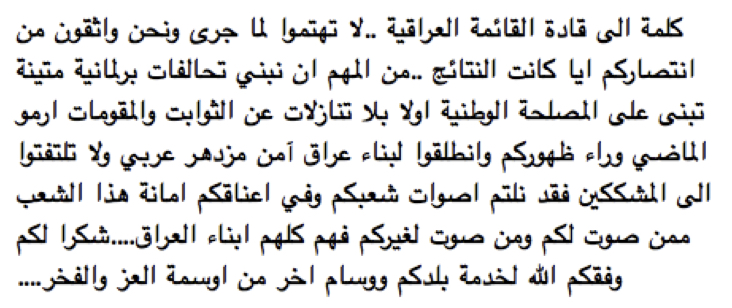 كلمة الى قادة القائمة العراقية ..لا تهتموا لما جرى ونحن واثقون من
انتصاركم ايا كانت النتائج ..من المهم ان نبني تحالفات برلمانية متينة
تبنى على المصلحة الوطنية اولا بلا تنازلات عن الثوابت والمقومات ارمو
الماضي وراء ظهوركم وانطلقوا لبناء عراق آمن مزدهر عربي ولا تلتفتوا
الى المشككين فقد نلتم اصوات شعبكم وفي اعناقكم امانة هذا الشعب
ممن صوت لكم ومن صوت لغيركم فهم كلهم ابناء العراق....شكرا لكم
وفقكم الله لخدمة بلدكم ووسام اخر من اوسمة العز والفخر....